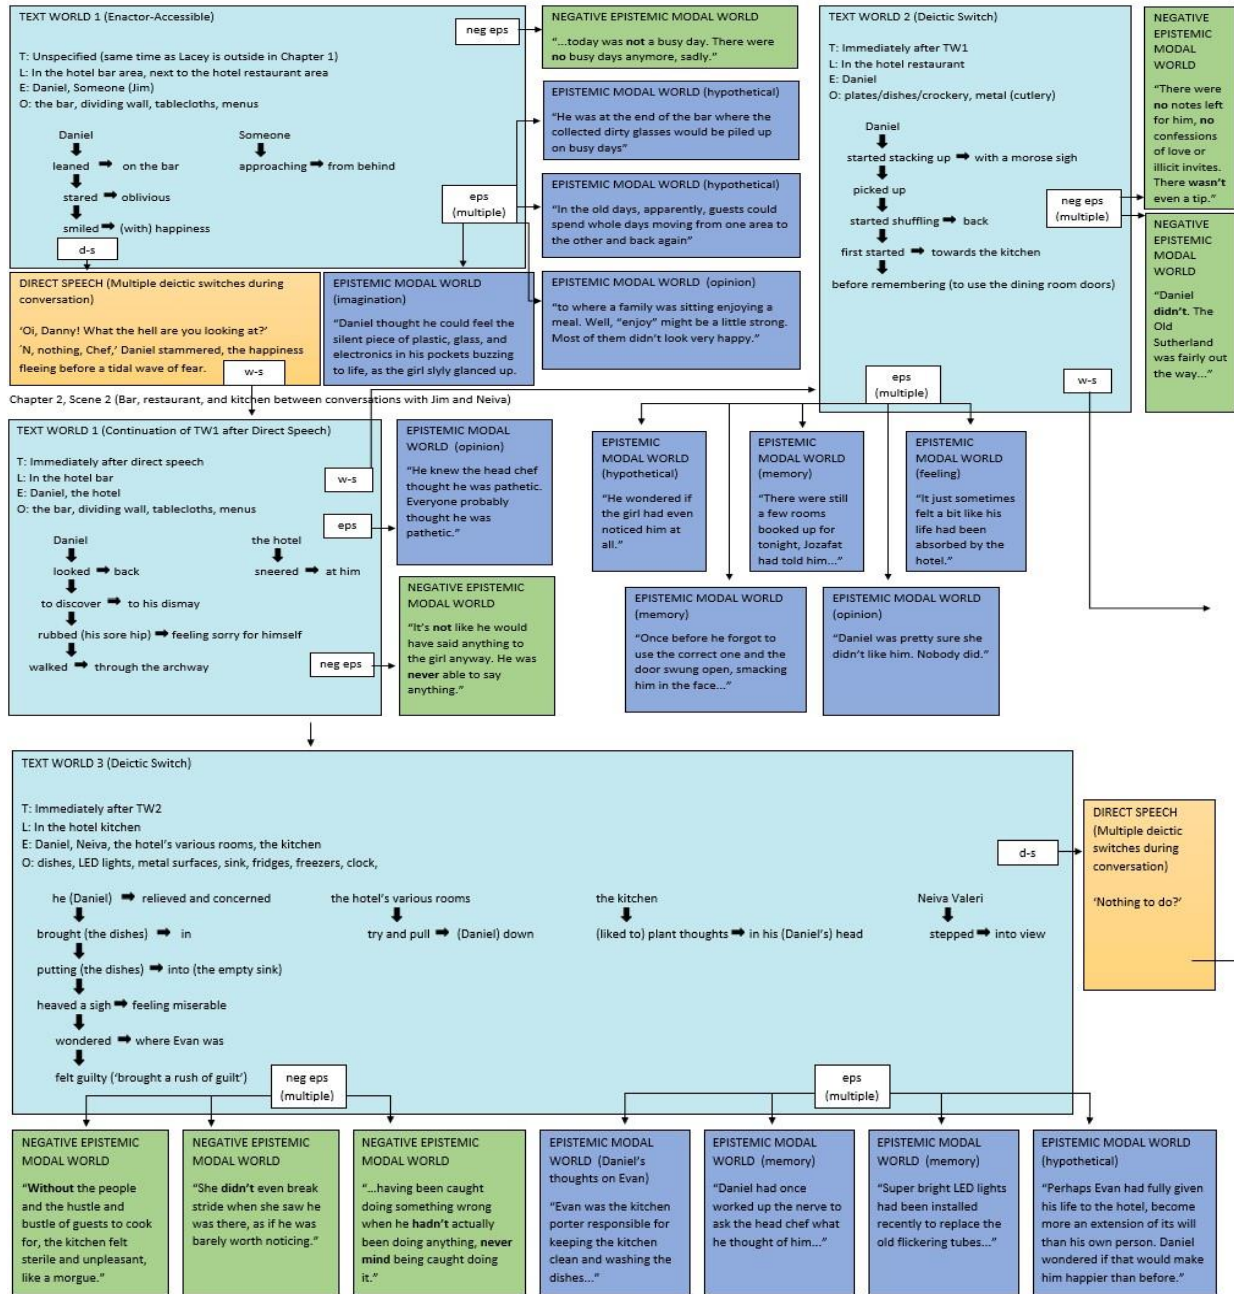 TEXT WORLD 1 (Enactor-Accessible)
T: Unspecified (same time as Lacey is outside in Chapter 1)
L: In the hotel bar area, next to the hotel restaurant area
E: Daniel, Someone (Jim)
O: the bar, dividing wall, tablecloths, menus
Daniel
Someone
leaned
on the bar
approaching
from behind
stared
oblivious
smiled
(with) happiness
d-s
neg eps
eps
(multiple)
NEGATIVE EPISTEMIC MODAL WORLD
“...today was not a busy day. There were
no busy days anymore, sadly.”
EPISTEMIC MODAL WORLD (hypothetical)
“He was at the end of the bar where the
collected dirty glasses would be piled up
on busy days”
EPISTEMIC MODAL WORLD (hypothetical)
“In the old days, apparently, guests could
spend whole days moving from one area to
the other and back again”
EPISTEMIC MODAL WORLD (opinion)
“to where a family was sitting enjoying a
meal. Well, “enjoy” might be a little strong.
Most of them didn’t look very happy.”
DIRECT SPEECH (Multiple deictic switches during
conversation)
‘Oi, Danny! What the hell are you looking at?’
‘N, nothing, Chef,’ Daniel stammered, the happiness
fleeing before a tidal wave of fear.
w-s
EPISTEMIC MODAL WORLD
(imagination)
“Daniel thought he could feel the
silent piece of plastic, glass, and
electronics in his pockets buzzing
to life, as the girl slyly glanced up.
TEXT WORLD 2 (Deictic Switch)
T: Immediately after TW1
L: In the hotel restaurant
E: Daniel
O: plates/dishes/crockery, metal (cutlery)
Daniel
started stacking up
with a morose sigh
picked up
started shuffling
back
first started
towards the kitchen
before remembering (to use the dining room doors)
neg eps
(multiple)
eps
(multiple)
w-s
NEGATIVE
EPISTEMIC
MODAL
WORLD
“There were
no notes left
for him, no
confessions
of love or
illicit invites.
There wasn’t
even a tip.”
NEGATIVE
EPISTEMIC
MODAL
WORLD
“Daniel
didn’t. The
Old
Sutherland
was fairly out
the way...”
Chapter 2, Scene 2 (Bar, restaurant, and kitchen between conversations with Jim and Neiva)
TEXT WORLD 1 (Continuation of TW1 after Direct Speech)
T: Immediately after direct speech
L: In the hotel bar
E: Daniel, the hotel
O: the bar, dividing wall, tablecloths, menus
Daniel
the hotel
looked
back
sneered
at him
to discover
to his dismay
rubbed (his sore hip)
feeling sorry for himself
walked
through the archway
w-s
eps
neg eps
EPISTEMIC MODAL
WORLD (opinion)
“He knew the head chef
thought he was pathetic.
Everyone probably
thought he was
pathetic.”
NEGATIVE EPISTEMIC
MODAL WORLD
“It’s not like he would
have said anything to
the girl anyway. He was
never able to say
anything.”
EPISTEMIC
MODAL WORLD
(hypothetical)
“He wondered if
the girl had even
noticed him at
all.”
EPISTEMIC
MODAL WORLD
(memory)
“There were still
a few rooms
booked up for
tonight, Jozafat
had told him...”
EPISTEMIC
MODAL WORLD
(feeling)
“It just sometimes
felt a bit like his
life had been
absorbed by the
hotel.”
EPISTEMIC MODAL WORLD
(memory)
“Once before he forgot to
use the correct one and the
door swung open, smacking
him in the face...”
EPISTEMIC MODAL WORLD
(opinion)
“Daniel was pretty sure she
didn’t like him. Nobody did.”
TEXT WORLD 3 (Deictic Switch)
T: Immediately after TW2
L: In the hotel kitchen
E: Daniel, Neiva, the hotel’s various rooms, the kitchen
O: dishes, LED lights, metal surfaces, sink, fridges, freezers, clock,
he (Daniel)
relieved and concerned
the hotel’s various rooms
the kitchen
Neiva Valeri
brought (the dishes)
in
try and pull
(Daniel) down
(liked to) plant thoughts
in his (Daniel’s) head
stepped
into view
putting (the dishes)
into (the empty sink)
heaved a sigh
feeling miserable
wondered
where Evan was
felt guilty (‘brought a rush of guilt’)
neg eps
(multiple)
eps
(multiple)
d-s
DIRECT SPEECH
(Multiple deictic
switches during
conversation)
‘Nothing to do?’
NEGATIVE EPISTEMIC
MODAL WORLD
“Without the people
and the hustle and
bustle of guests to cook
for, the kitchen felt
sterile and unpleasant,
like a morgue.”
NEGATIVE EPISTEMIC
MODAL WORLD
“She didn’t even break
stride when she saw he
was there, as if he was
barely worth noticing.”
NEGATIVE EPISTEMIC
MODAL WORLD
“...having been caught
doing something wrong
when he hadn’t actually
been doing anything, never
mind being caught doing
it.”
EPISTEMIC MODAL
WORLD (Daniel’s
thoughts on Evan)
“Evan was the kitchen
porter responsible for
keeping the kitchen
clean and washing the
dishes...”
EPISTEMIC MODAL
WORLD (memory)
“Daniel had once
worked up the nerve to
ask the head chef what
he thought of him...”
EPISTEMIC MODAL
WORLD (memory)
“Super bright LED lights
had been installed
recently to replace the
old flickering tubes...”
EPISTEMIC MODAL WORLD
(hypothetical)
“Perhaps Evan had fully given
his life to the hotel, become
more an extension of its will
than his own person. Daniel
wondered if that would make
him happier than before.”